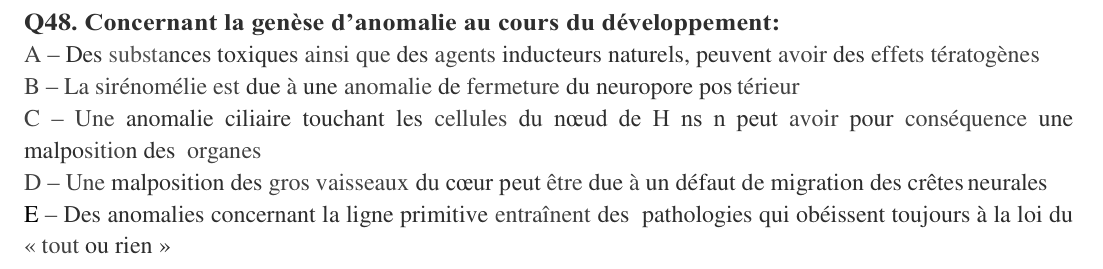 Q48. Concernant la genèse d’anomalie au cours du développement:
A – Des substances toxiques ainsi que des agents inducteurs naturels, peuvent avoir des effets tératogènes
B – La sirénomélie est due à une anomalie de fermeture du neuropore pos térieur
C – Une anomalie ciliaire touchant les cellules du nœud de H ns n peut avoir pour conséquence une
malposition des organes
D – Une malposition des gros vaisseaux du cœur peut être due à un défaut de migration des crêtes neurales
E – Des anomalies concernant la ligne primitive entraînent des pathologies qui obéissent toujours à la loi du
« tout ou rien »